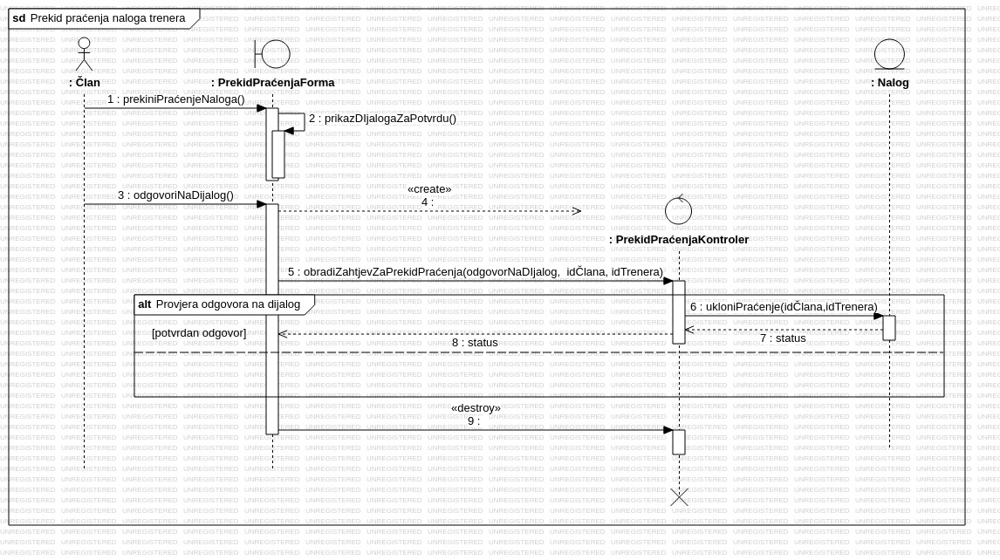 sd Prekid praćenja naloga trenera
: Član
: PrekidPraćenjaForma
: Nalog
1 : prekiniPraćenjeNaloga()
2 : prikazDIjalogaZaPotvrdu()
3 : odgovoriNaDijalog()
«create»
4 :
: PrekidPraćenjaKontroler
5 : obradiZahtjevZaPrekidPraćenja(odgovorNaDIjalog, idČlana, idTrenera)
alt Provjera odgovora na dijalog
6 : ukloniPraćenje(idČlana,idTrenera)
[potvrdan odgovor]
7 : status
8 : status
«destroy»
9 :
UNREGISTERED